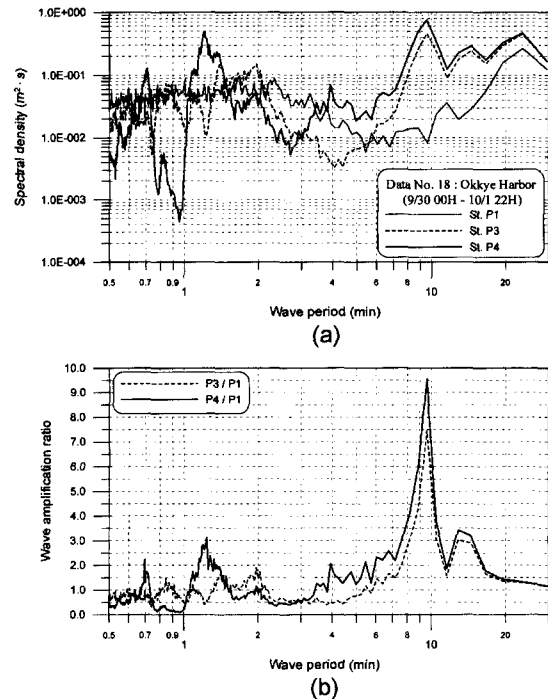 1.0E+000
1.0E-001
1.0E-002
1.0E-003
1.0E-004
Spectral density (m²· s)
Data No. 18 : Okkye Harbor
(9/30 00H - 10/1 22H)
St. P1
St. P3
St. P4
0.5 0.7 0.9 1 2 4 6 8 10 20
Wave period (min)
(a)
10.0
9.0
8.0
7.0
6.0
5.0
4.0
3.0
2.0
1.0
0.0
Wave amplification ratio
P3 / P1
P4 / P1
0.5 0.7 0.9 1 2 4 6 8 10 20
Wave period (min)
(b)